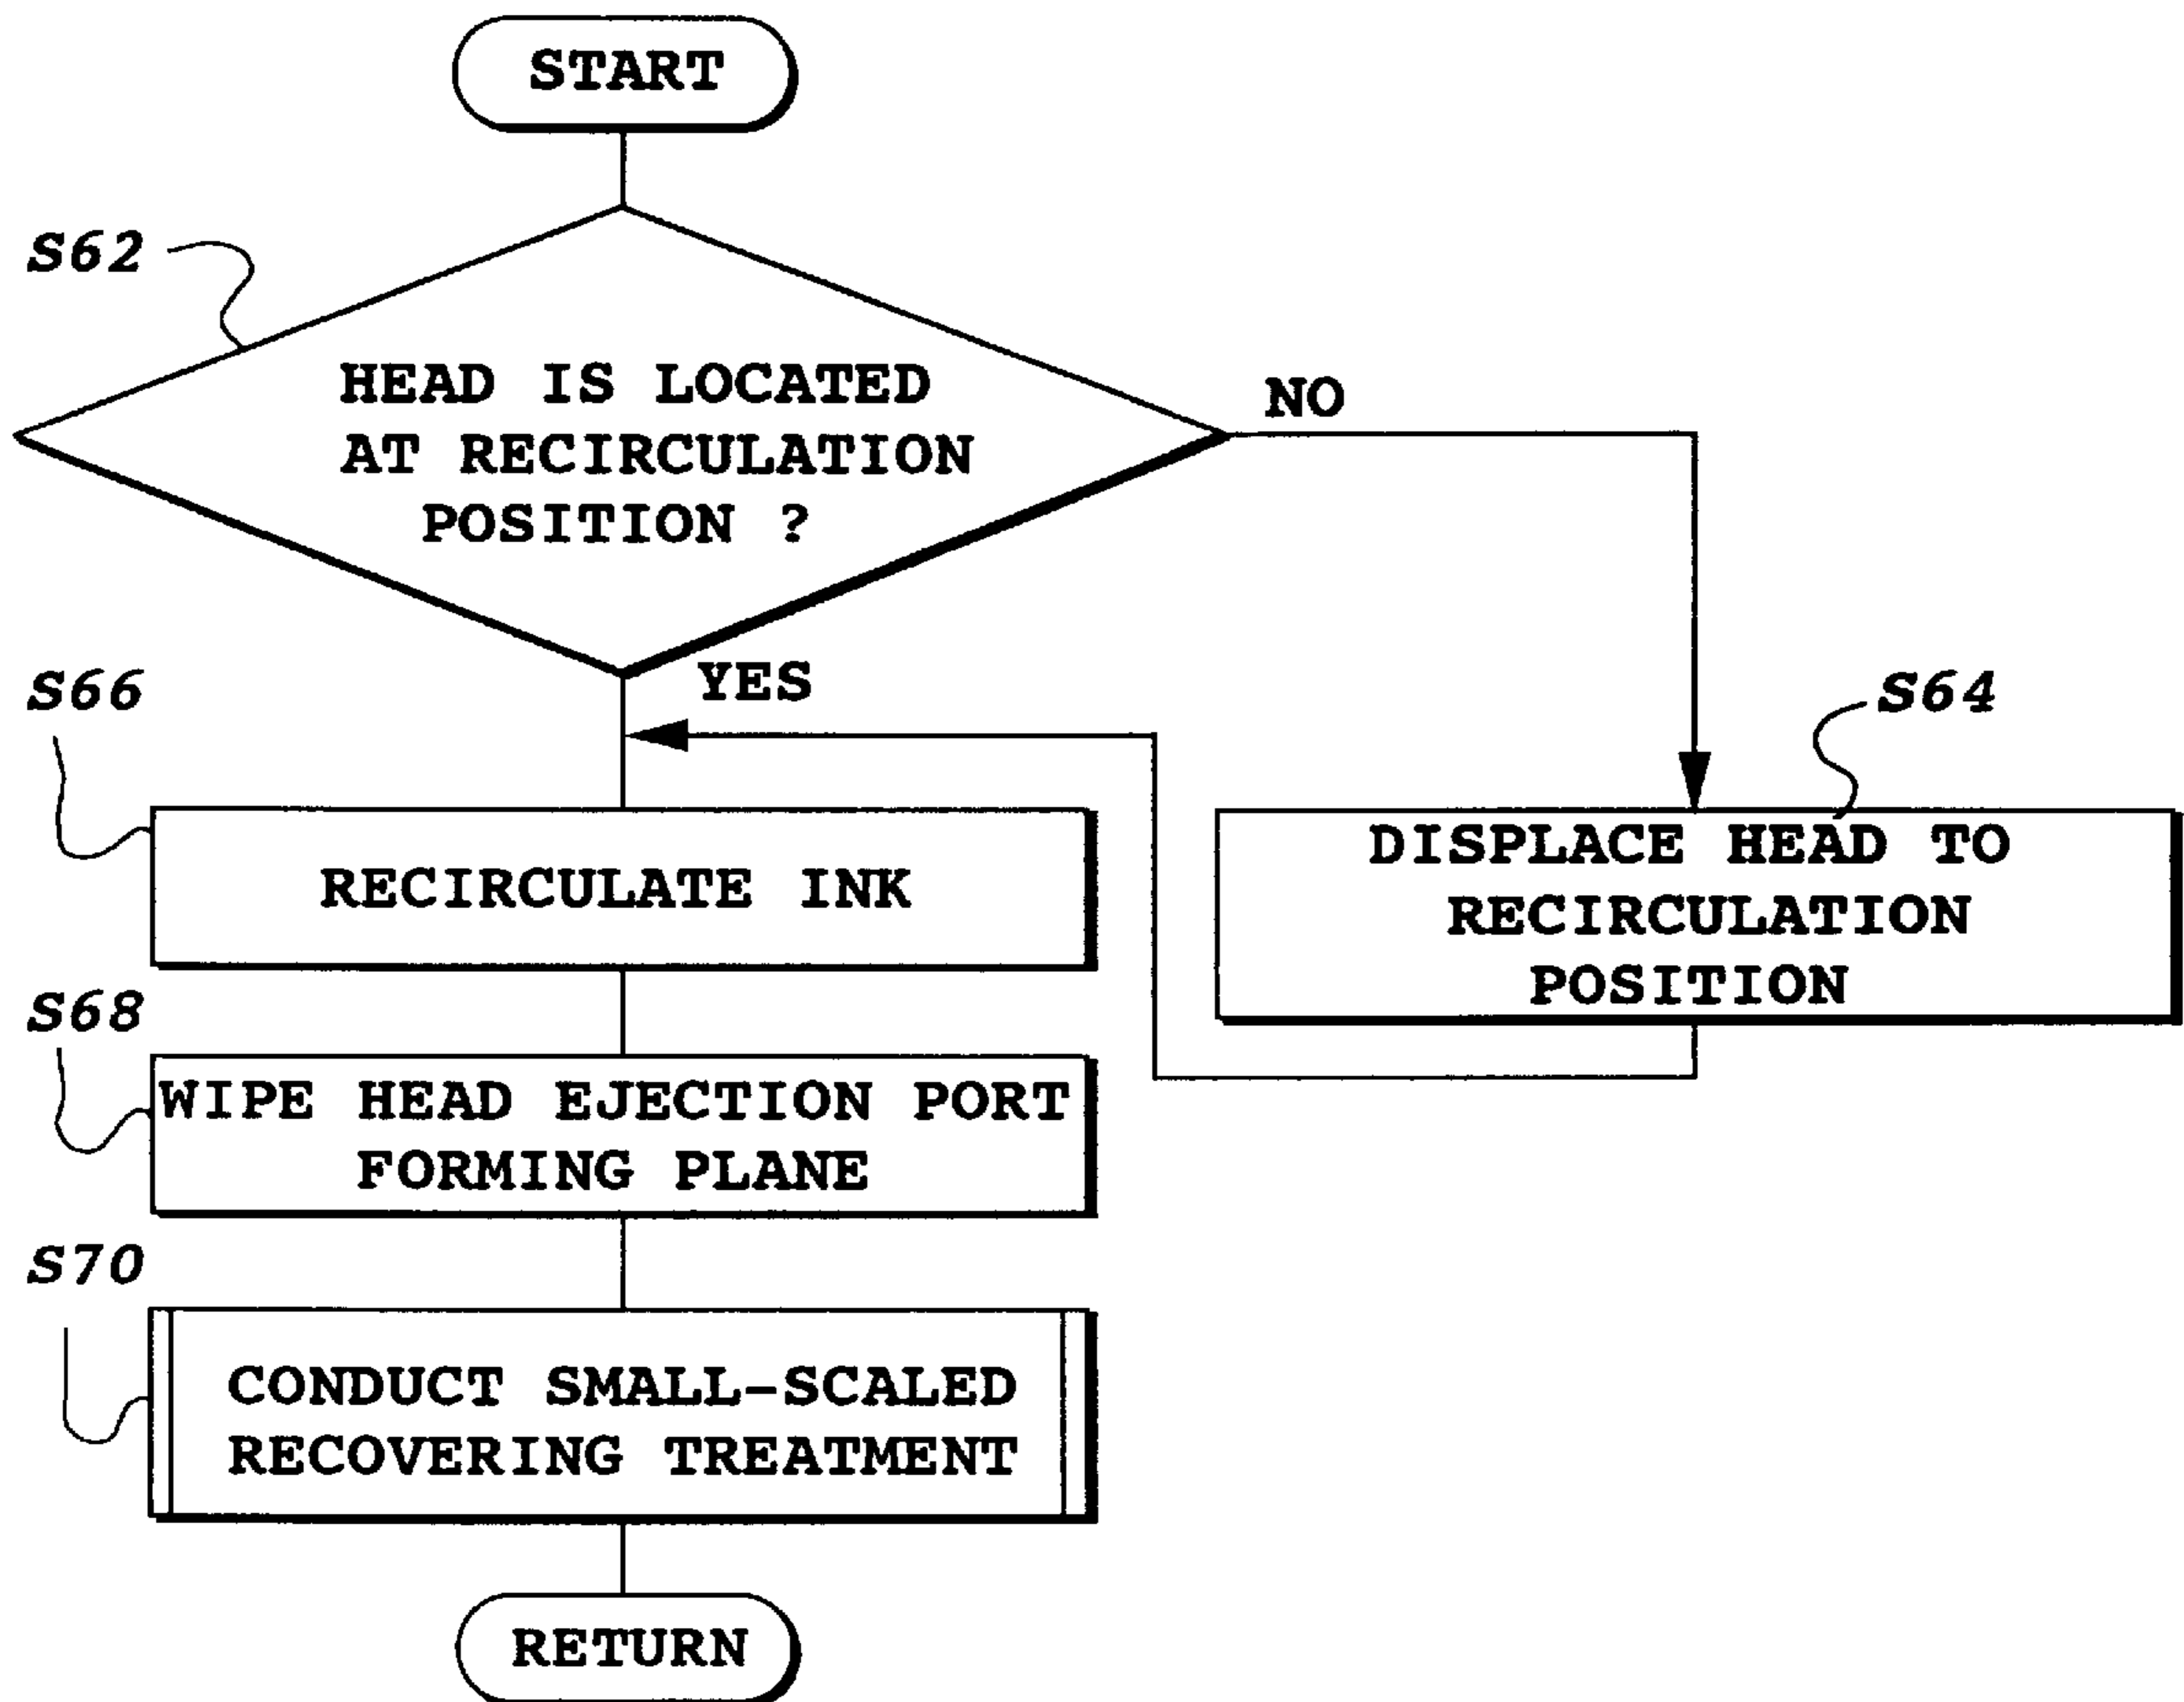 START
S62
HEAD IS LOCATED
AT RECIRCULATION
POSITION ?
NO
YES
S66
S64
RECIRCULATE INK
DISPLACE HEAD TO
RECIRCULATION
POSITION
S68
WIPE HEAD EJECTION PORT
FORMING PLANE
S70
CONDUCT SMALL-SCALED
RECOVERING TREATMENT
RETURN